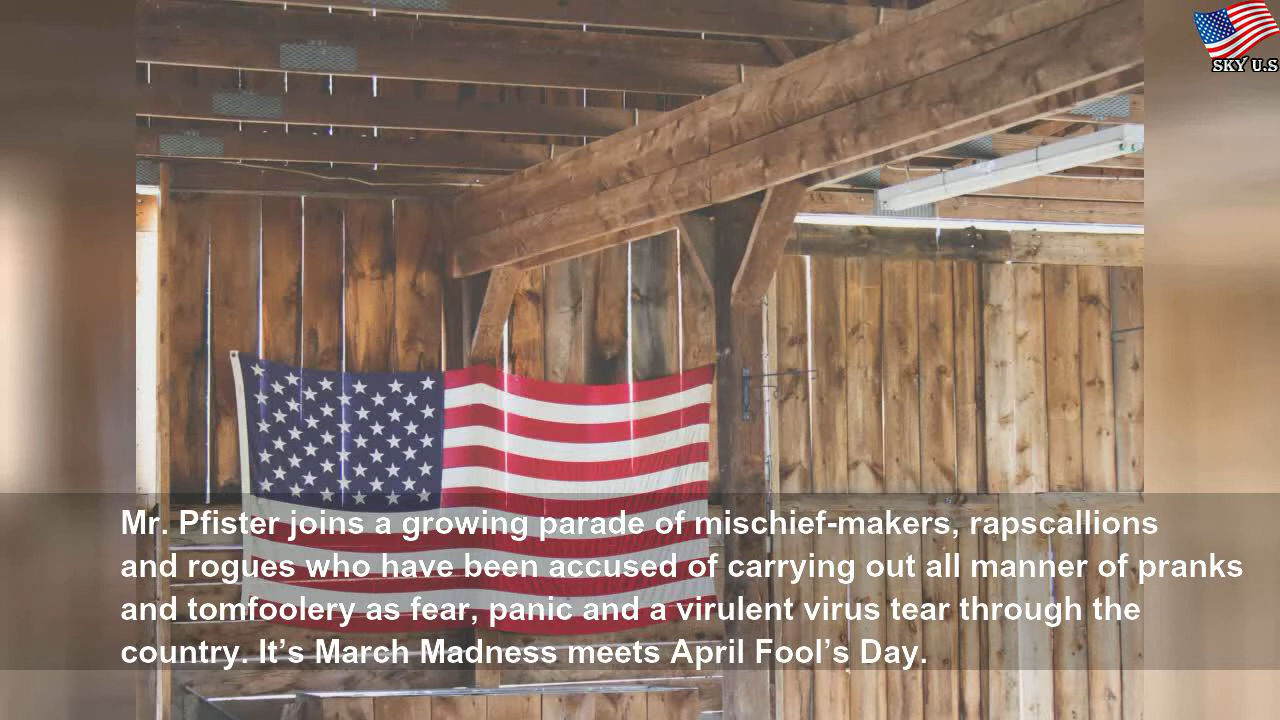 SKY U.S
Mr. Pfister joins a growing parade of mischief-makers, rapscallions
and rogues who have been accused of carrying out all manner of pranks
and tomfoolery as fear, panic and a virulent virus tear through the
country. It’s March Madness meets April Fool’s Day.